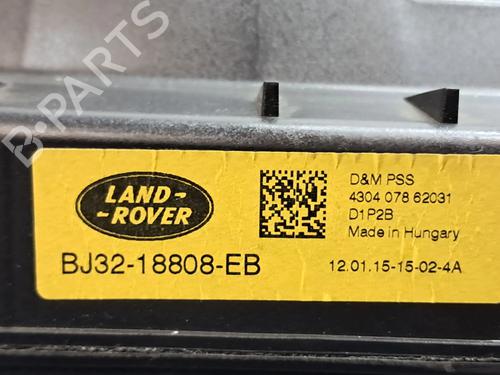 B-PARTS
LAND-
-ROVER
BJ32-18808-EB
D&M PSS
4304 078 62031
D1P2B
Made in Hungary
12.01.15-15-02-4A